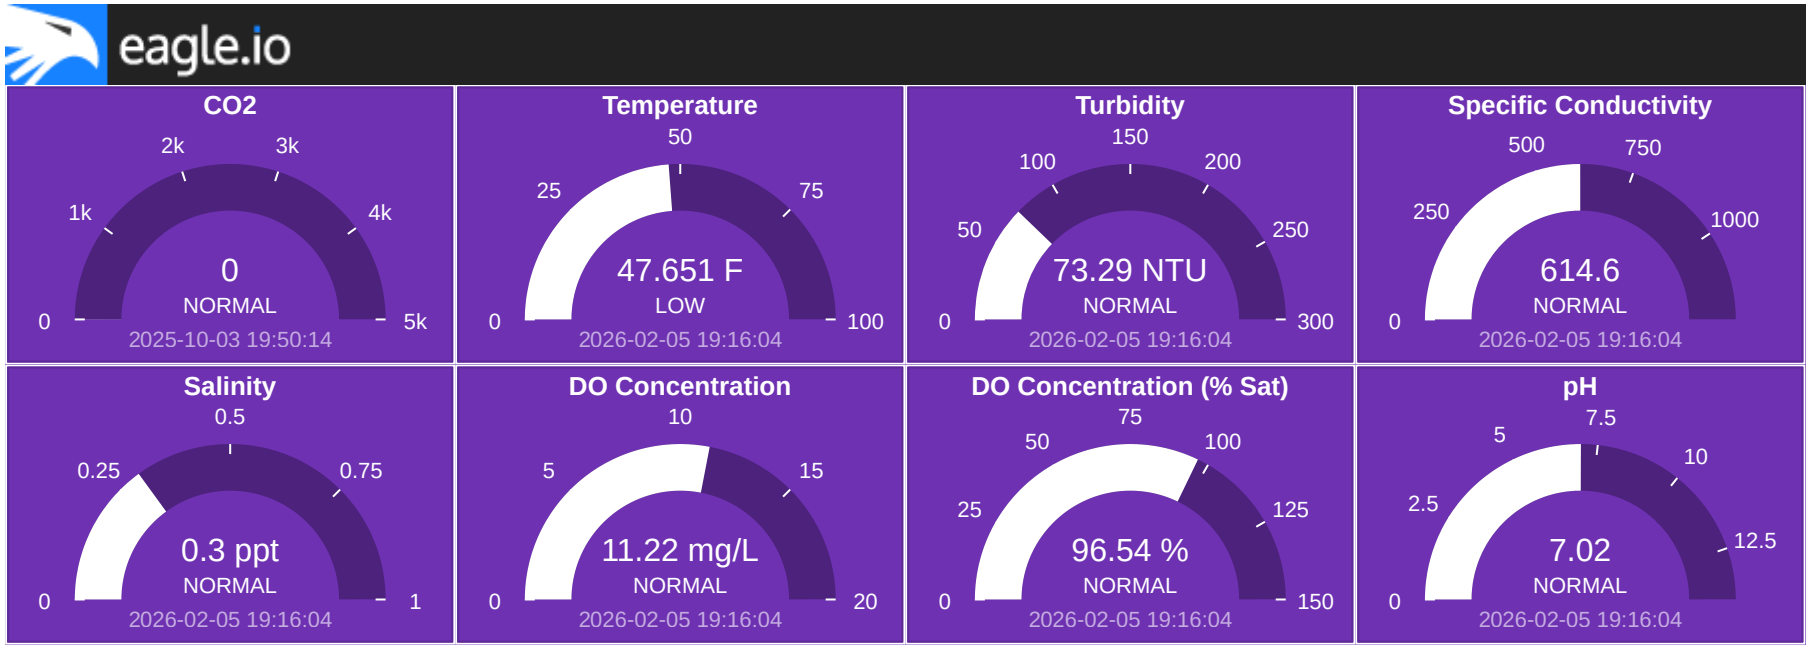 eagle.io
CO2
0
1k
2k
3k
4k
5k
0
NORMAL
2025-10-03 19:50:14
Temperature
0
25
50
75
100
47.651 F
LOW
2026-02-05 19:16:04
Turbidity
0
50
100
150
200
250
300
73.29 NTU
NORMAL
2026-02-05 19:16:04
Specific Conductivity
0
250
500
750
1000
614.6
NORMAL
2026-02-05 19:16:04
Salinity
0
0.25
0.5
0.75
1
0.3 ppt
NORMAL
2026-02-05 19:16:04
DO Concentration
0
5
10
15
20
11.22 mg/L
NORMAL
2026-02-05 19:16:04
DO Concentration (% Sat)
0
25
50
75
100
125
150
96.54 %
NORMAL
2026-02-05 19:16:04
pH
0
2.5
5
7.5
10
12.5
7.02
NORMAL
2026-02-05 19:16:04